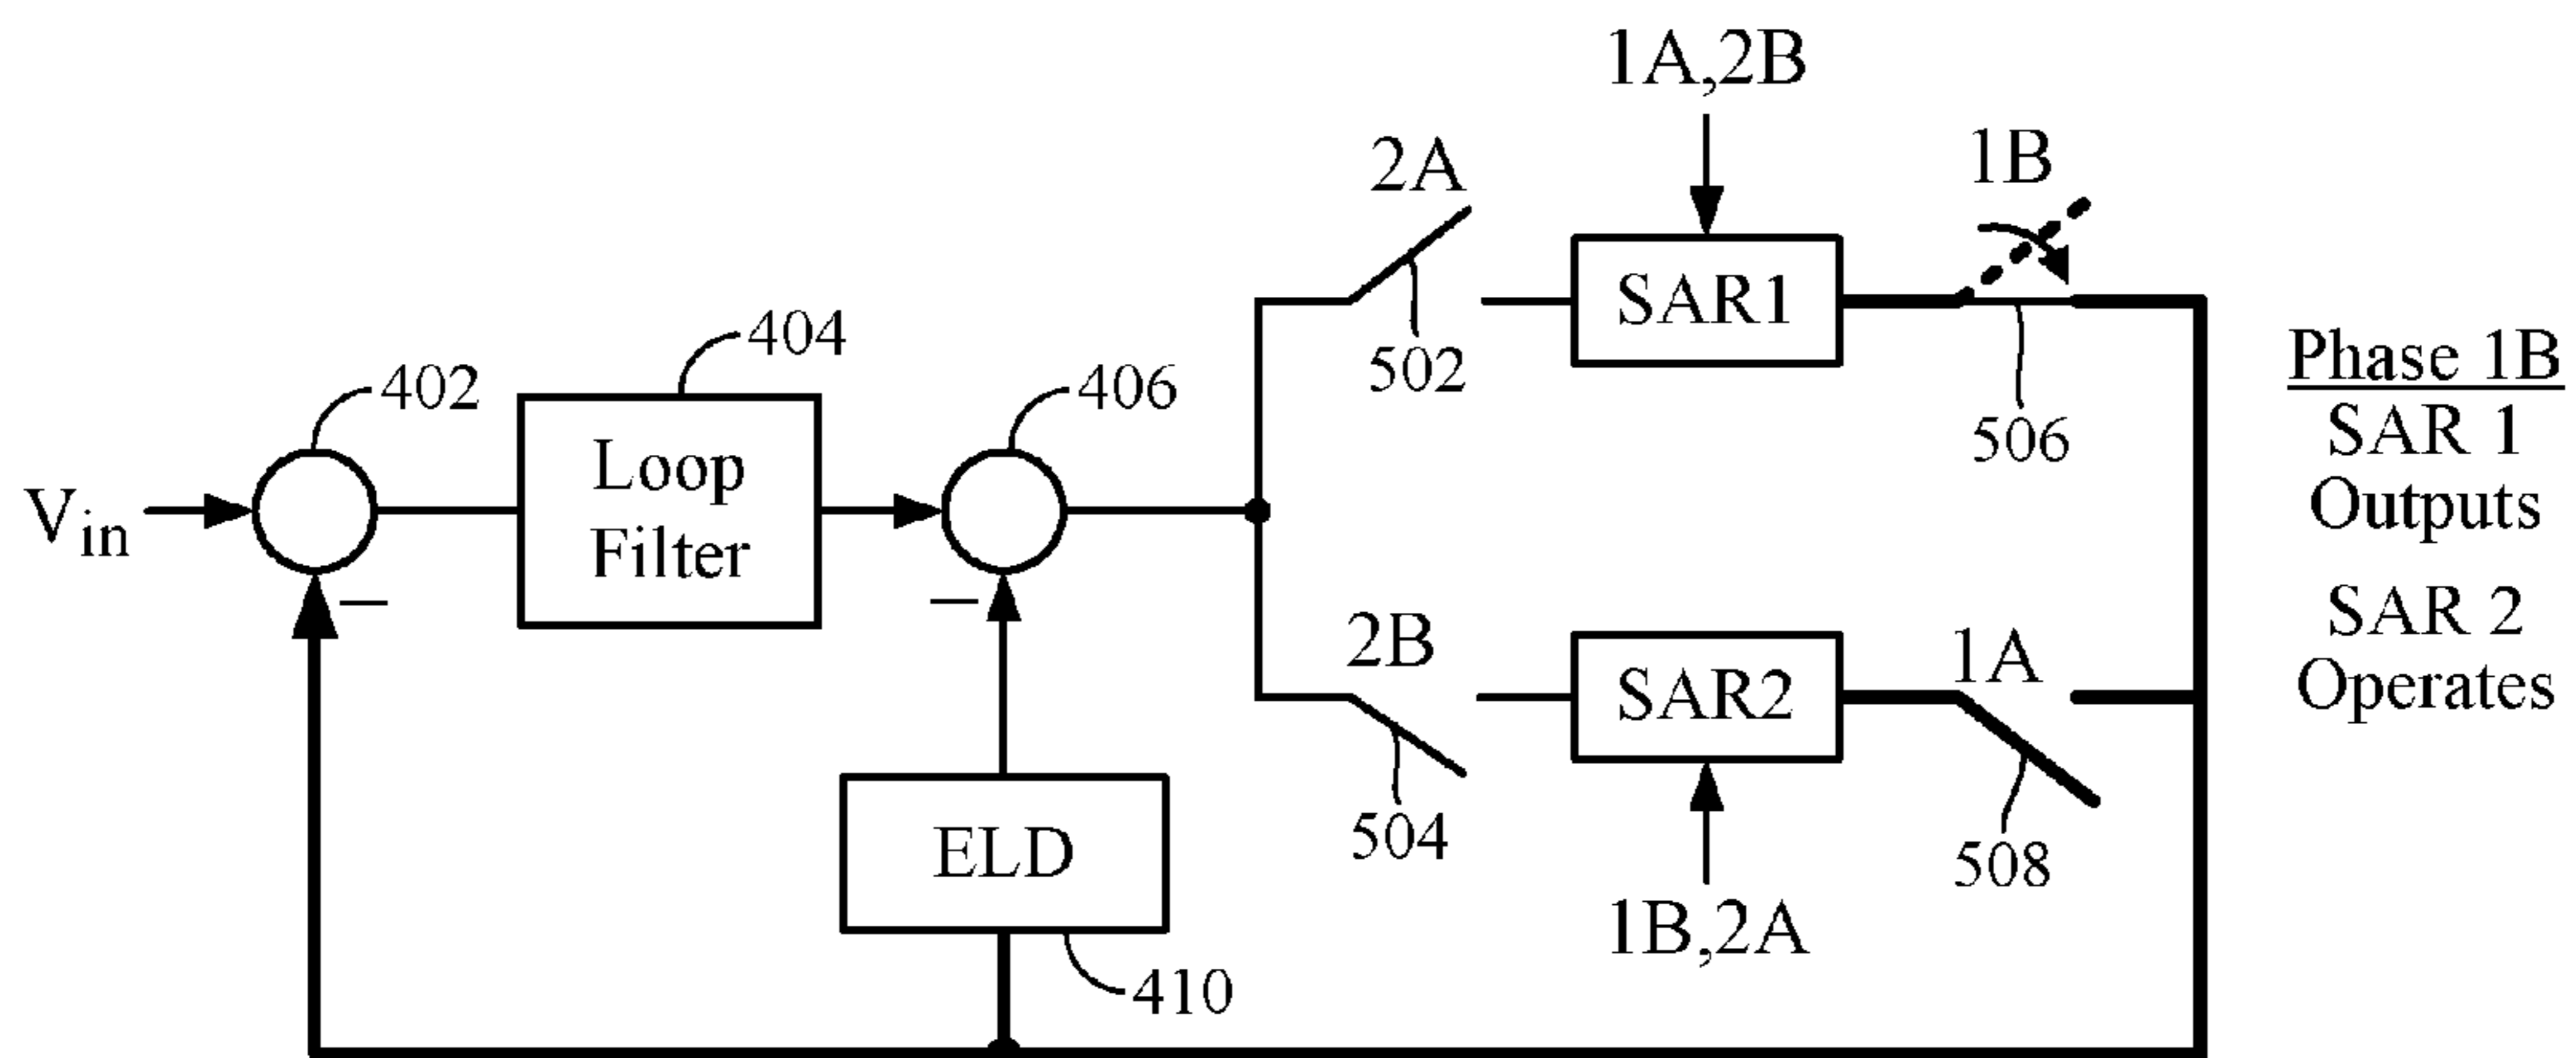 1A,2B
2A
1B
SAR1
404
502
506
Phase 1B
SAR 1
Outputs
SAR 2
Operates
402
406
Loop
Filter
Vin
–
–
2B
1A
SAR2
504
508
ELD
1B,2A
410